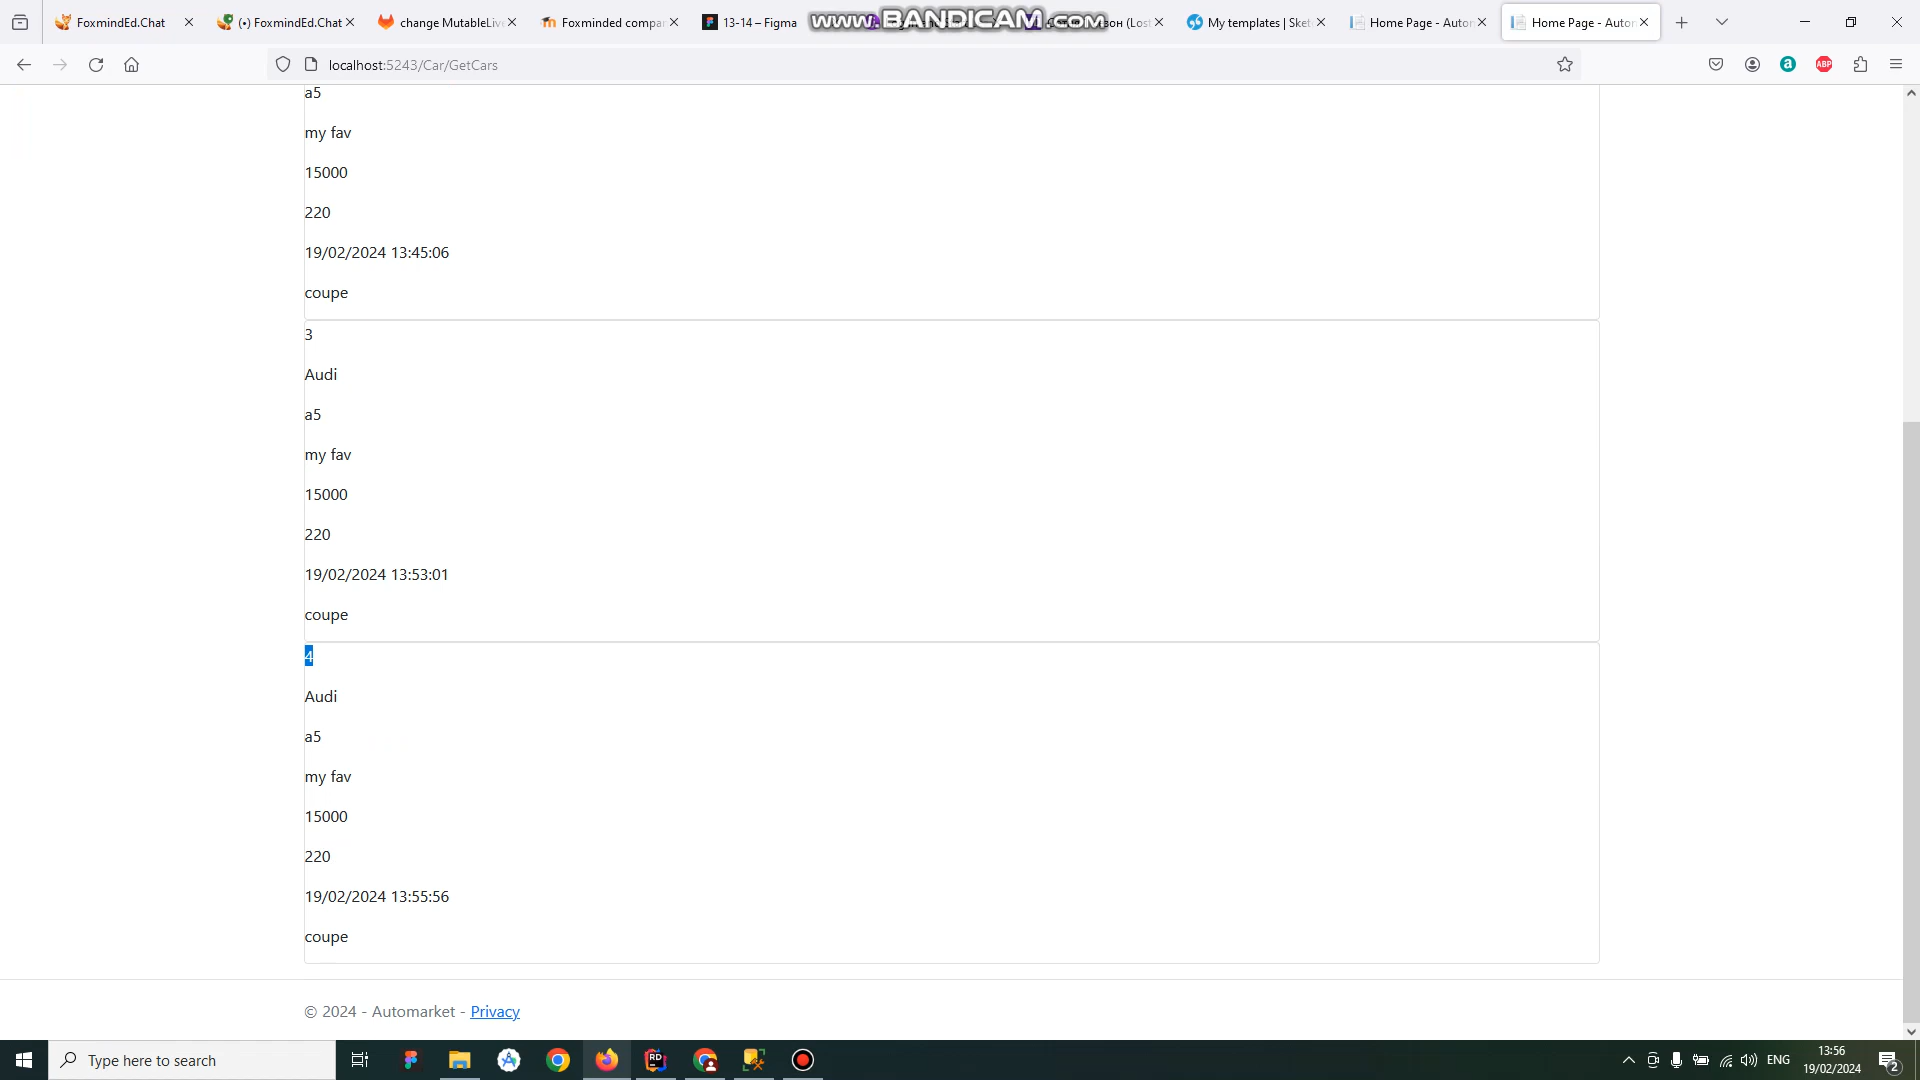 FoxmindEd.Chat
(•) FoxmindEd.Chat
change MutableLiv
Foxminded compar
13-14 – Figma
www.BANDICAM.com
My templates | Sket
Home Page - Autom
Home Page - Autom
localhost:5243/Car/GetCars
a5
my fav
15000
220
19/02/2024 13:45:06
coupe
3
Audi
a5
my fav
15000
220
19/02/2024 13:53:01
coupe
4
Audi
a5
my fav
15000
220
19/02/2024 13:55:56
coupe
© 2024 - Automarket - Privacy
Type here to search
ENG
13:56
19/02/2024
2